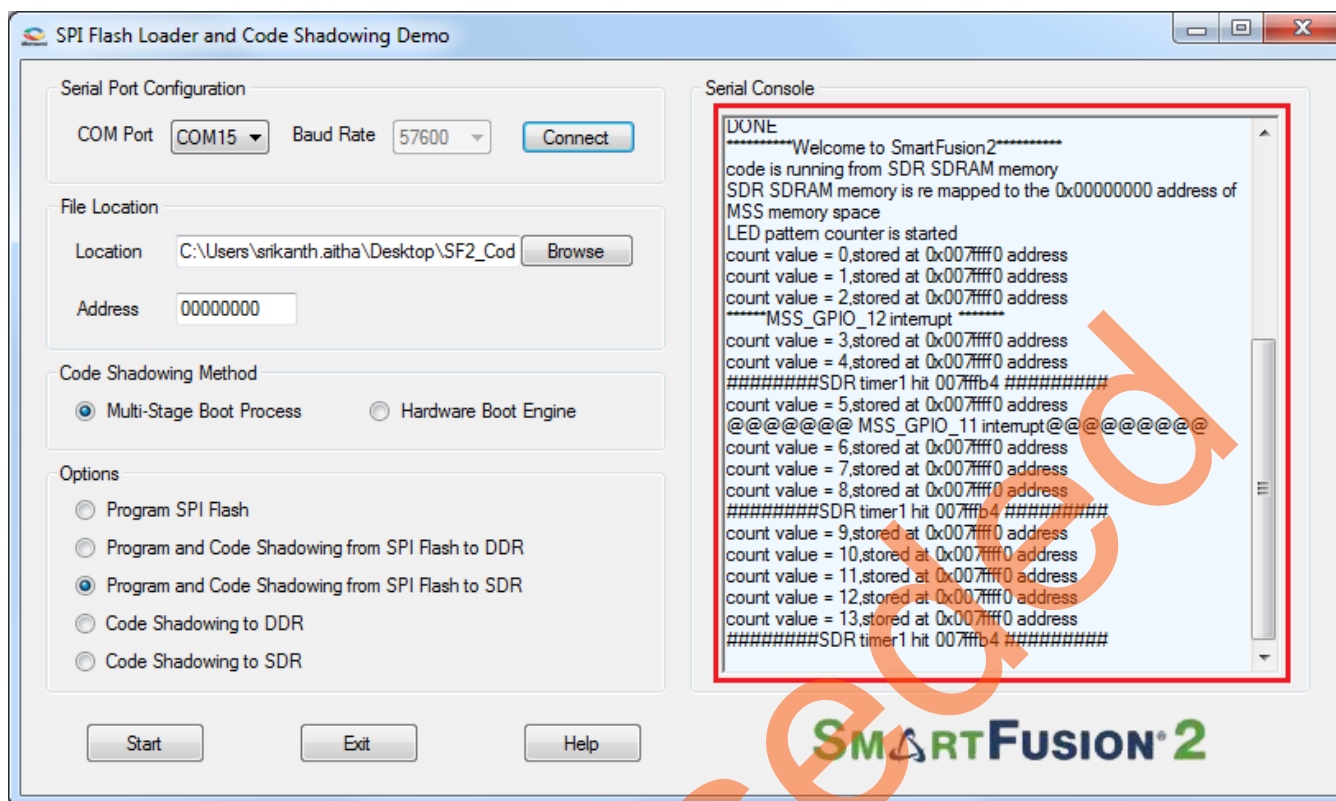 SPI Flash Loader and Code Shadowing Demo
Serial Port Configuration
COM Port COM15 Baud Rate 57600 Connect
File Location
Location C:\Users\srikanth.aitha\Desktop\SF2_Cod Browse
Address 00000000
Code Shadowing Method
Multi-Stage Boot Process Hardware Boot Engine
Options
Program SPI Flash
Program and Code Shadowing from SPI Flash to DDR
Program and Code Shadowing from SPI Flash to SDR
Code Shadowing to DDR
Code Shadowing to SDR
Start Exit Help
Serial Console
DONE
**********Welcome to SmartFusion2**********
code is running from SDR SDRAM memory
SDR SDRAM memory is re mapped to the 0x00000000 address of
MSS memory space
LED pattern counter is started
count value = 0,stored at 0x007ffff0 address
count value = 1,stored at 0x007ffff0 address
count value = 2,stored at 0x007ffff0 address
******MSS_GPIO_12 interrupt *******
count value = 3,stored at 0x007ffff0 address
count value = 4,stored at 0x007ffff0 address
########SDR timer1 hit 007fffb4 #########
count value = 5,stored at 0x007ffff0 address
@@@@@@@ MSS_GPIO_11 interrupt@@@@@@@@@
count value = 6,stored at 0x007ffff0 address
count value = 7,stored at 0x007ffff0 address
count value = 8,stored at 0x007ffff0 address
########SDR timer1 hit 007fffb4 #########
count value = 9,stored at 0x007ffff0 address
count value = 10,stored at 0x007ffff0 address
count value = 11,stored at 0x007ffff0 address
count value = 12,stored at 0x007ffff0 address
count value = 13,stored at 0x007ffff0 address
########SDR timer1 hit 007fffb4 #########
SMARTFUSION® 2